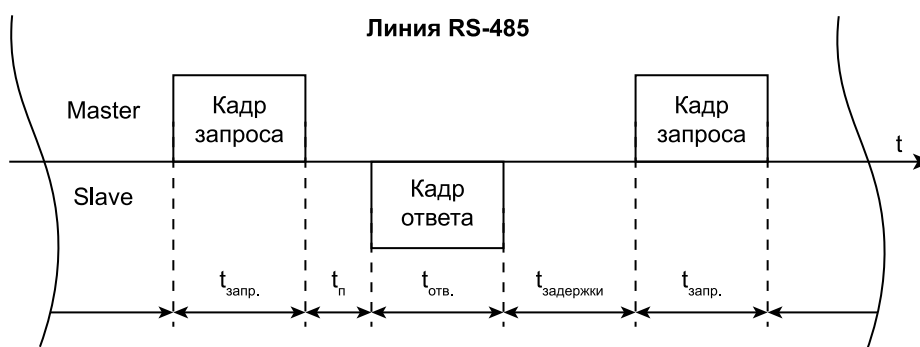 Линия RS-485
Master
Кадр
запроса
Кадр
запроса
t
Slave
Кадр
ответа
tзапр.
tп
tотв.
tзадержки
tзапр.